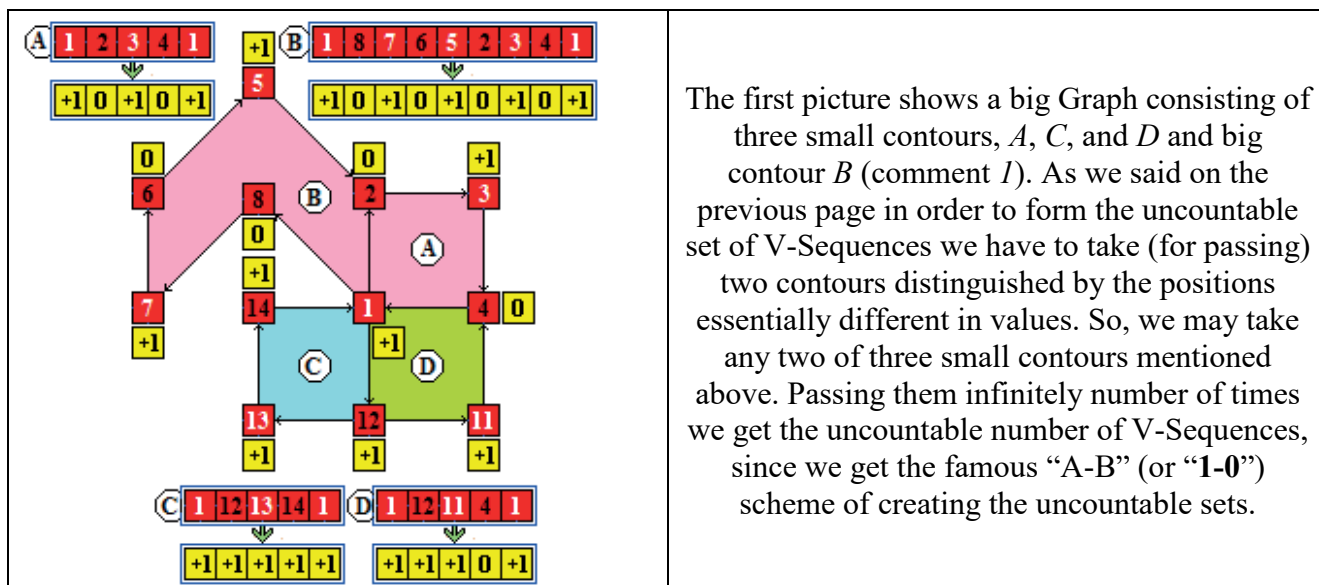 A 1 2 3 4 1
+1 0 +1 0 +1
B 1 8 7 6 5 2 3 4 1
+1 0 +1 0 +1 0 +1 0 +1
+1
5
0 0 +1
6 8 B 2 3
0 A
+1
7 14 1 4 0
+1 +1
C D
13 12 11
+1 +1 +1
C 1 12 13 14 1
+1 +1 +1 +1 +1
D 1 12 11 4 1
+1 +1 +1 0 +1
The first picture shows a big Graph consisting of
three small contours, A, C, and D and big
contour B (comment 1). As we said on the
previous page in order to form the uncountable
set of V-Sequences we have to take (for passing)
two contours distinguished by the positions
essentially different in values. So, we may take
any two of three small contours mentioned
above. Passing them infinitely number of times
we get the uncountable number of V-Sequences,
since we get the famous “A-B” (or “1-0”)
scheme of creating the uncountable sets.